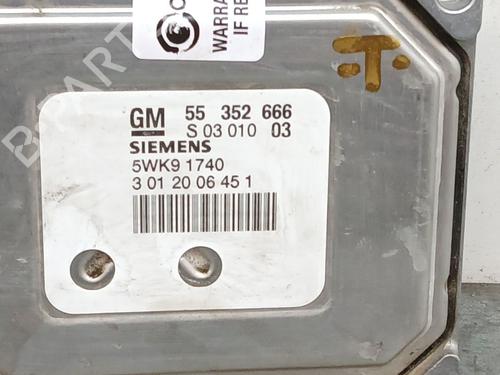 WARRA
IF RE
GM 55 352 666
S 03 010 03
SIEMENS
5WK9 1740
3 01 20 06 45 1